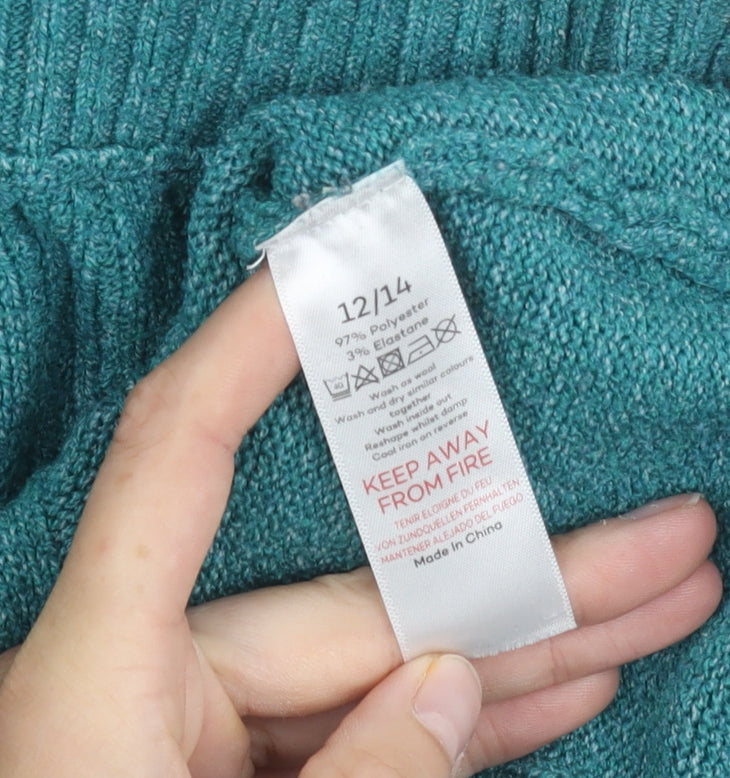 12/14
97% Polyester
3% Elastane
40
Wash as wool
Wash and dry similar colours
together
Wash inside out
Reshape whilst damp
Cool iron on reverse
KEEP AWAY
FROM FIRE
TENIR ELOIGNE DU FEU
VON ZUNDQUELLEN FERNHALTEN
MANTENER ALEJADO DEL FUEGO
Made In China